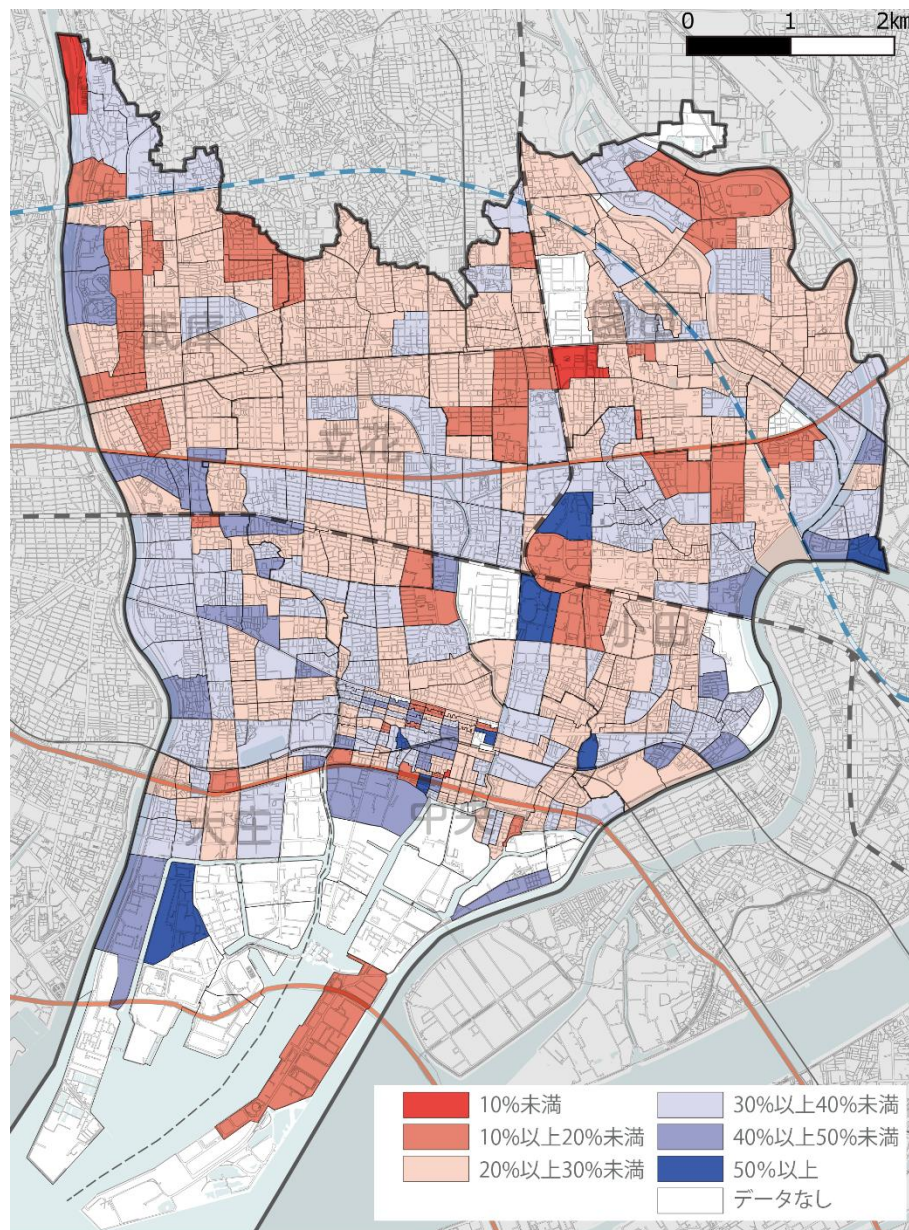 0 1 2km
園田
武庫
立花
小田
大庄
中央
10%未満
10%以上20%未満
20%以上30%未満
30%以上40%未満
40%以上50%未満
50%以上
データなし